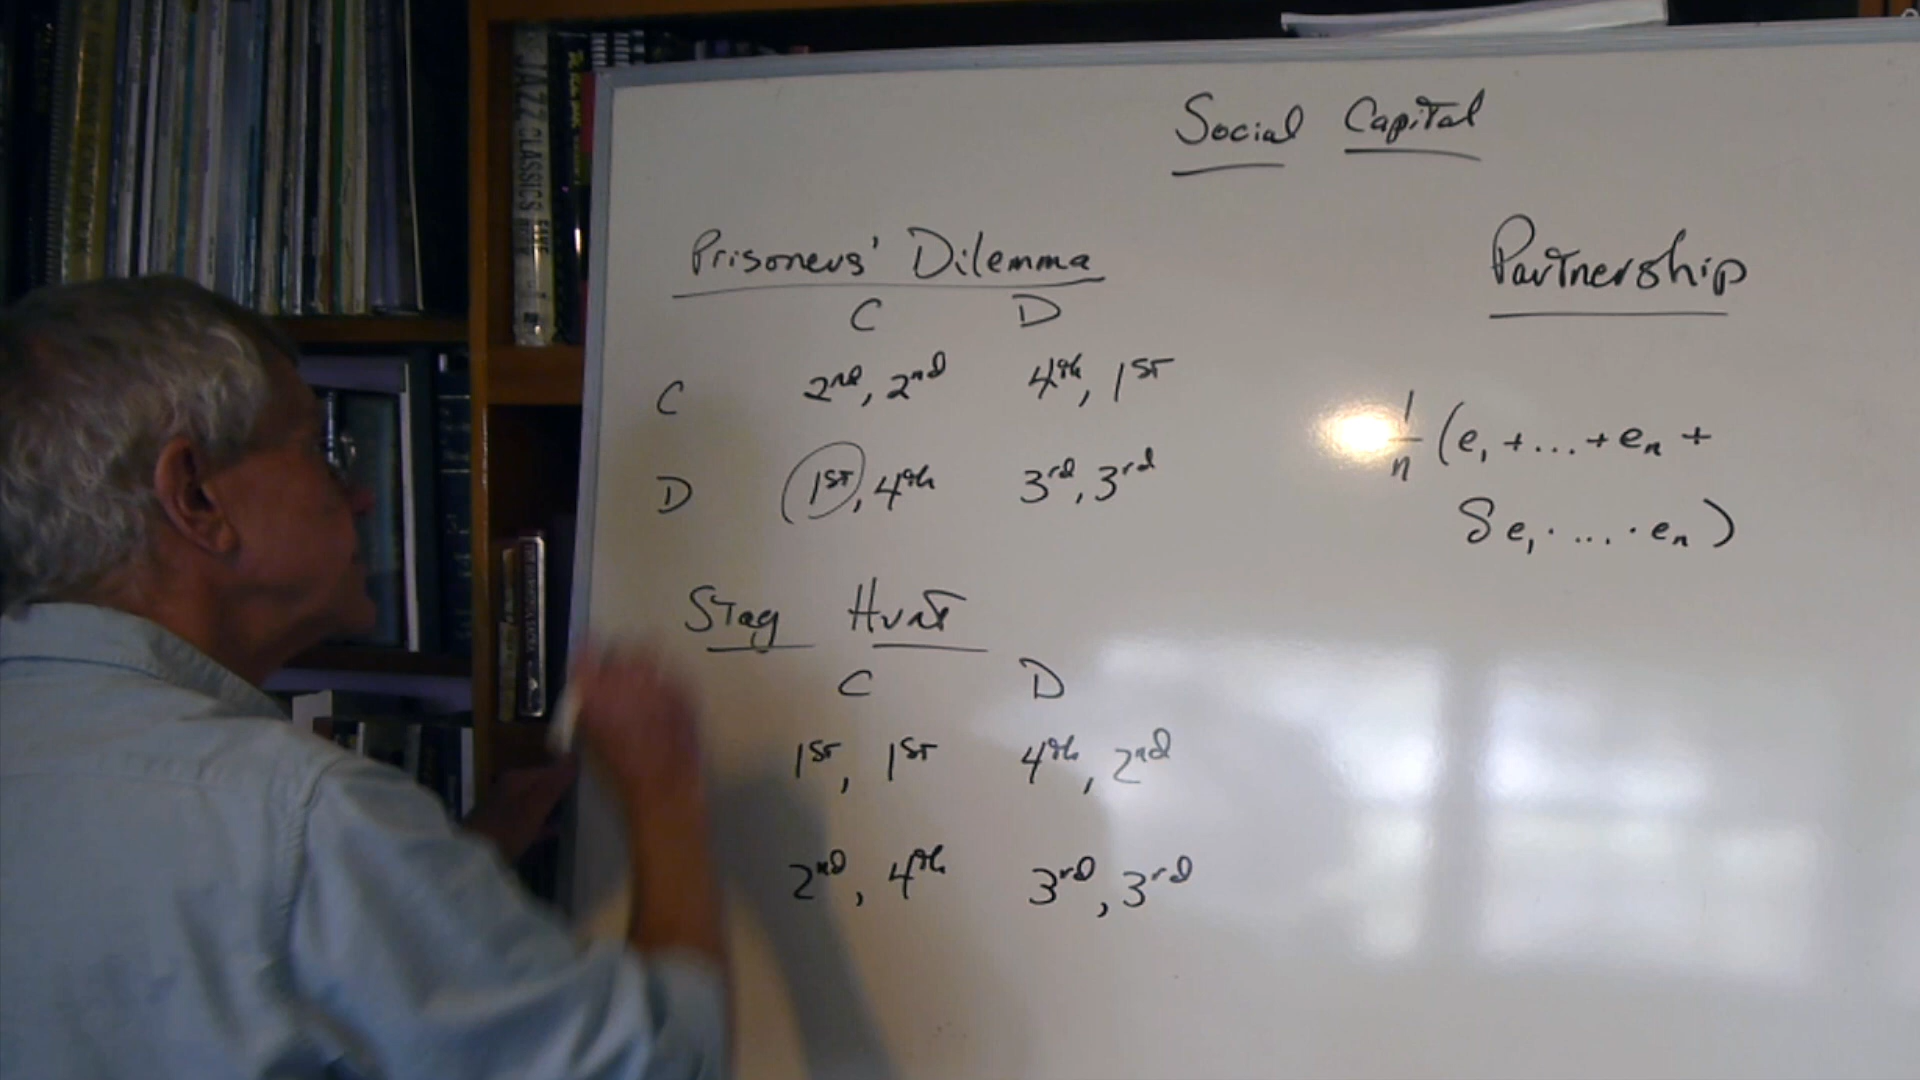 JAZZ CLASSICS
Social Capital
Prisoners' Dilemma
C D
C 2nd, 2nd 4th, 1st
D 1st, 4th 3rd, 3rd
Stag Hunt
C D
1st, 1st 4th, 2nd
2nd, 4th 3rd, 3rd
Partnership
1/n (e₁ + ... + eₙ +
δe₁ · ... · eₙ)